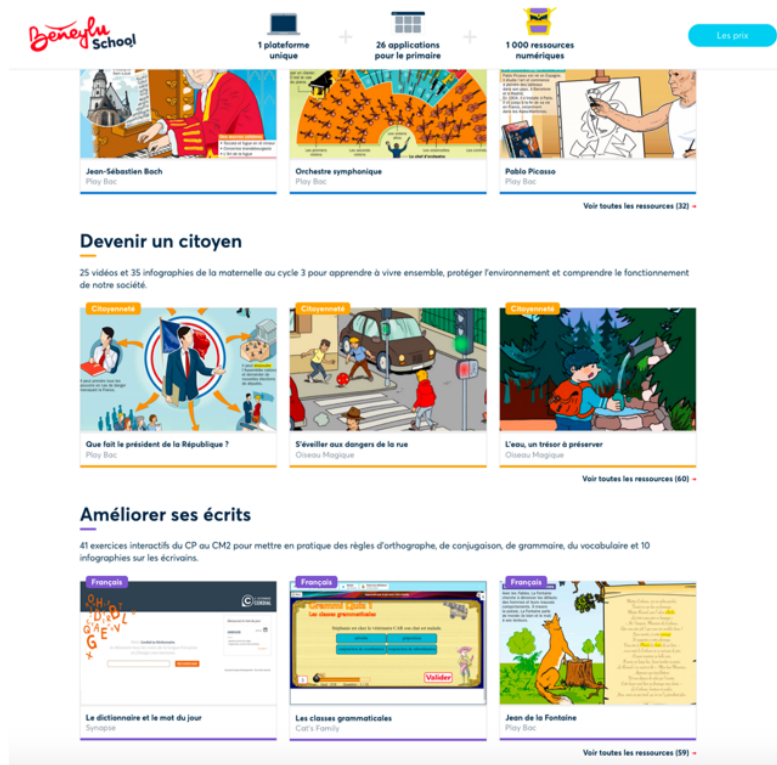 Beneylu School
1 plateforme
unique
26 applications
pour le primaire
1 000 ressources
numériques
Les prix
Jean-Sébastien Bach
Play Bac
Orchestre symphonique
Play Bac
Pablo Picasso
Play Bac
Voir toutes les ressources (32) →
Devenir un citoyen
25 vidéos et 35 infographies de la maternelle au cycle 3 pour apprendre à vivre ensemble, protéger l'environnement et comprendre le fonctionnement
de notre société.
Citoyenneté
Citoyenneté
Citoyenneté
Que fait le président de la République ?
Play Bac
S'éveiller aux dangers de la rue
Oiseau Magique
L'eau, un trésor à préserver
Oiseau Magique
Voir toutes les ressources (60) →
Améliorer ses écrits
41 exercices interactifs du CP au CM2 pour mettre en pratique des règles d'orthographe, de conjugaison, de grammaire, du vocabulaire et 10
infographies sur les écrivains.
Français
Français
Français
CORDIAL
Grammi Quiz !
Les classes grammaticales
Valider
Le dictionnaire et le mot du jour
Synapse
Les classes grammaticales
Cat's Family
Jean de la Fontaine
Play Bac
Voir toutes les ressources (59) →